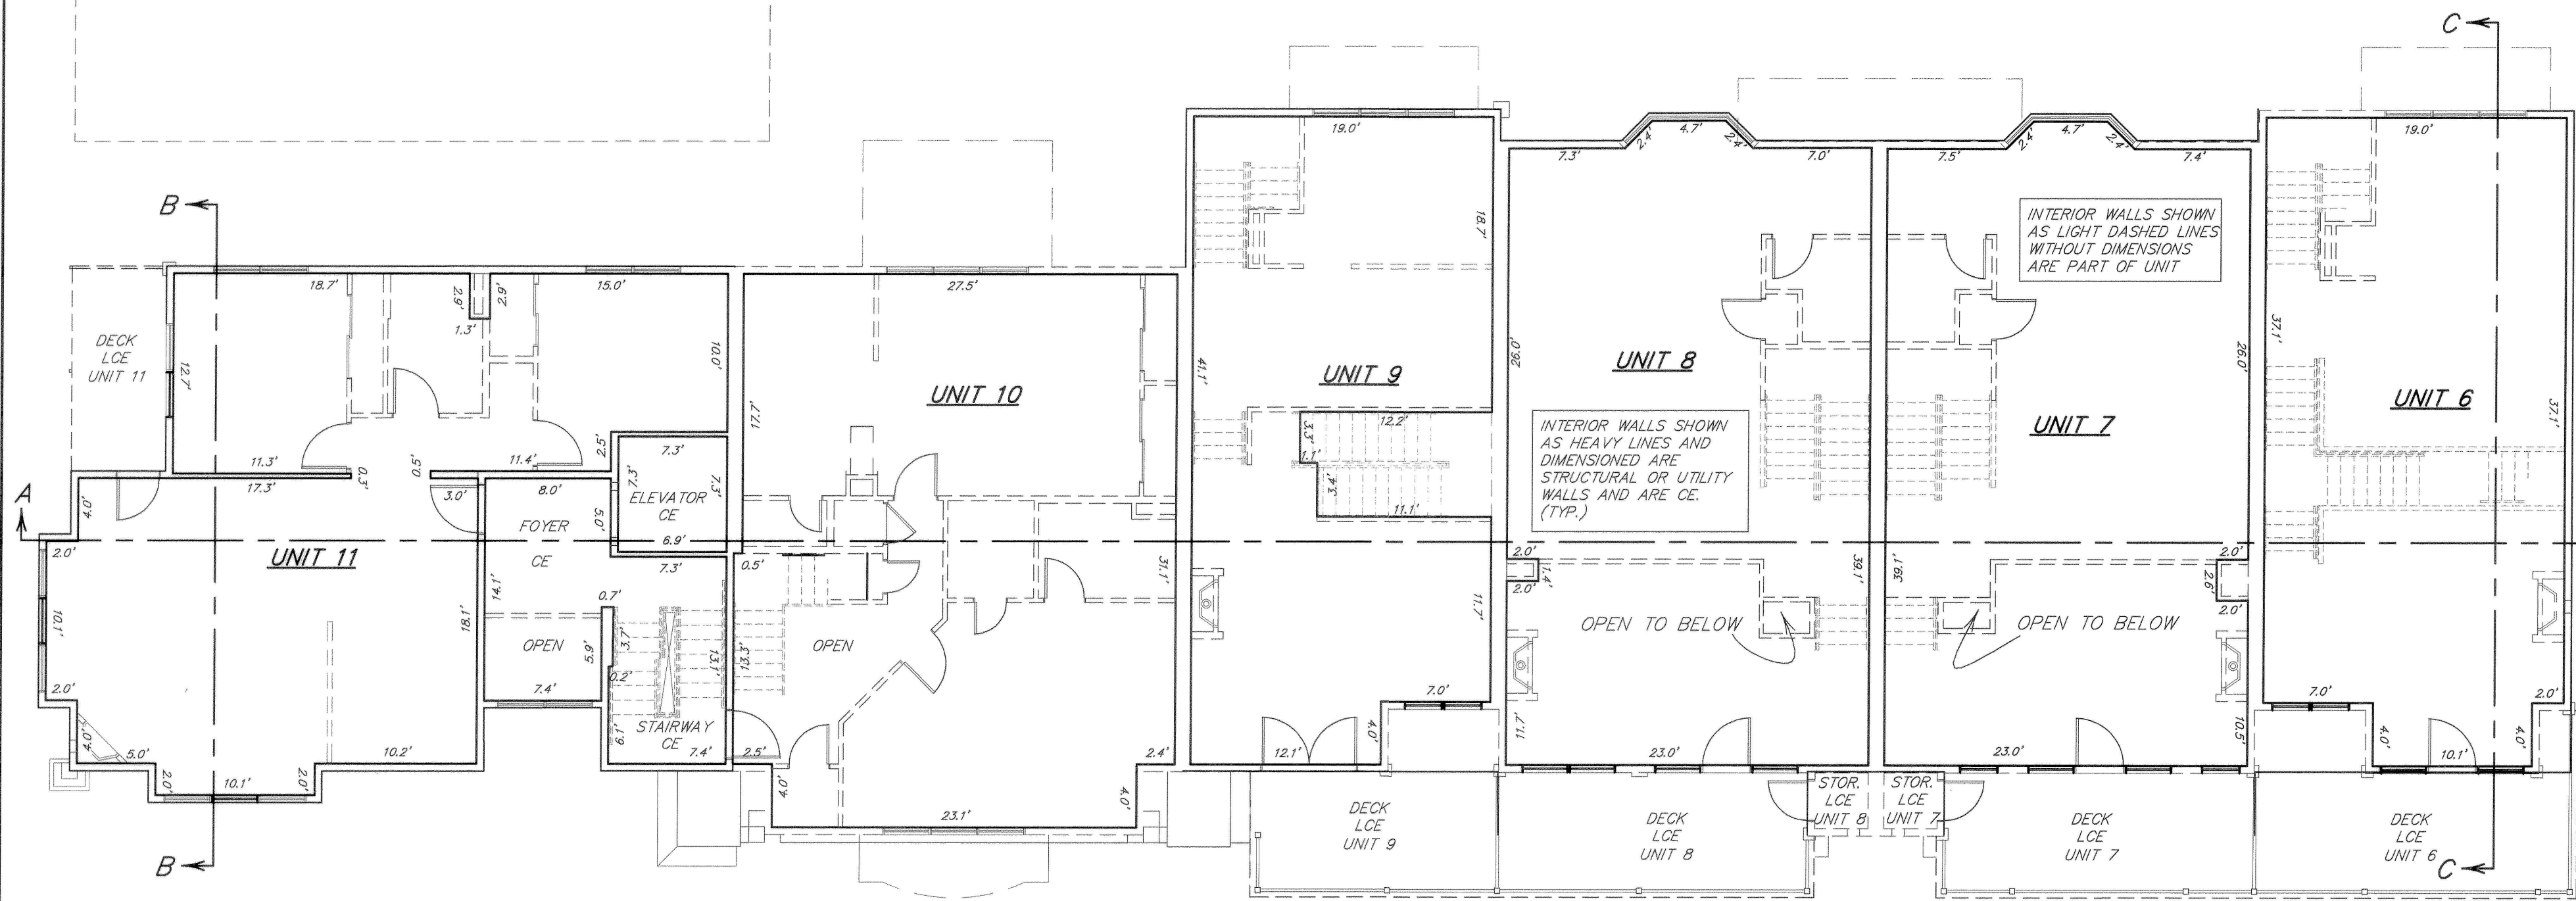 B
B
A
C
C
DECK
LCE
UNIT 11
18.7'
2.9'
2.9'
1.3'
15.0'
12.7'
10.0'
11.3'
0.3'
0.5'
11.4'
2.5'
17.3'
3.0'
4.0'
2.0'
10.1'
2.0'
4.0'
5.0'
2.0'
10.1'
2.0'
10.2'
18.1'
UNIT 11
8.0'
FOYER
CE
5.0'
14.1'
0.7'
OPEN
5.9'
7.4'
7.3'
7.3'
7.3'
ELEVATOR
CE
6.9'
7.3'
3.7'
0.2'
13.1'
6.1'
STAIRWAY
CE
7.4'
27.5'
17.7'
UNIT 10
0.5'
13.3'
OPEN
31.1'
2.5'
4.0'
23.1'
4.0'
2.4'
19.0'
18.7'
41.1'
UNIT 9
12.2'
3.3'
1.1'
3.4'
11.1'
11.7'
7.0'
4.0'
12.1'
DECK
LCE
UNIT 9
7.3'
2.4'
4.7'
2.4'
7.0'
26.0'
UNIT 8
INTERIOR WALLS SHOWN
AS HEAVY LINES AND
DIMENSIONED ARE
STRUCTURAL OR UTILITY
WALLS AND ARE CE.
(TYP.)
2.0'
1.4'
2.0'
39.1'
OPEN TO BELOW
11.7'
23.0'
DECK
LCE
UNIT 8
STOR.
LCE
UNIT 8
7.5'
2.4'
4.7'
2.4'
7.4'
INTERIOR WALLS SHOWN
AS LIGHT DASHED LINES
WITHOUT DIMENSIONS
ARE PART OF UNIT
26.0'
UNIT 7
39.1'
2.0'
2.6'
2.0'
OPEN TO BELOW
10.5'
23.0'
STOR.
LCE
UNIT 7
DECK
LCE
UNIT 7
19.0'
37.1'
UNIT 6
37.1'
7.0'
2.0'
4.0'
10.1'
4.0'
DECK
LCE
UNIT 6